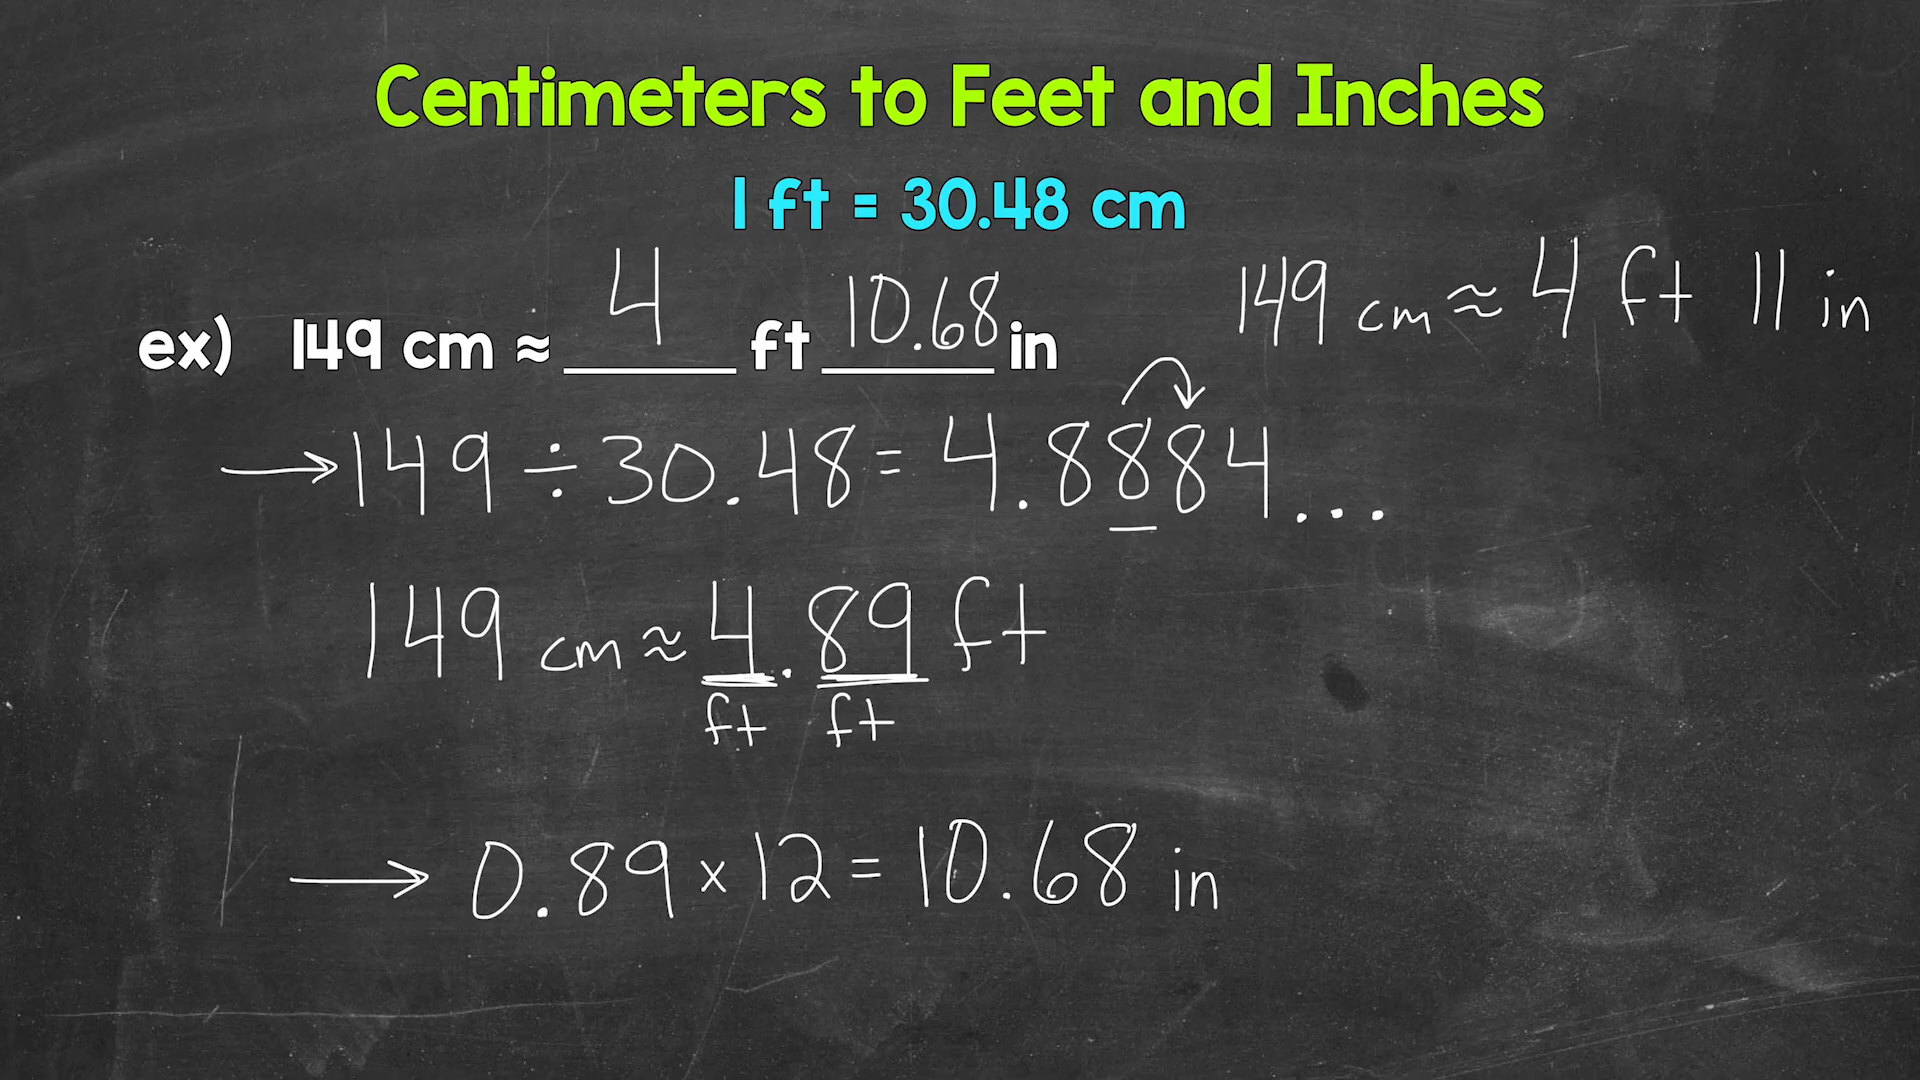 Centimeters to Feet and Inches
1 ft = 30.48 cm
ex) 149 cm ≈ 4 ft 10.68 in
149 cm ≈ 4 ft 11 in
→ 149 ÷ 30.48 = 4.8884...
149 cm ≈ 4.89 ft
ft ft
→ 0.89 × 12 = 10.68 in